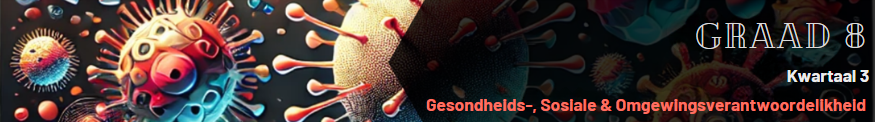 GRAAD 8
Kwartaal 3
Gesondheids-, Sosiale & Omgewingsverantwoordelikheid